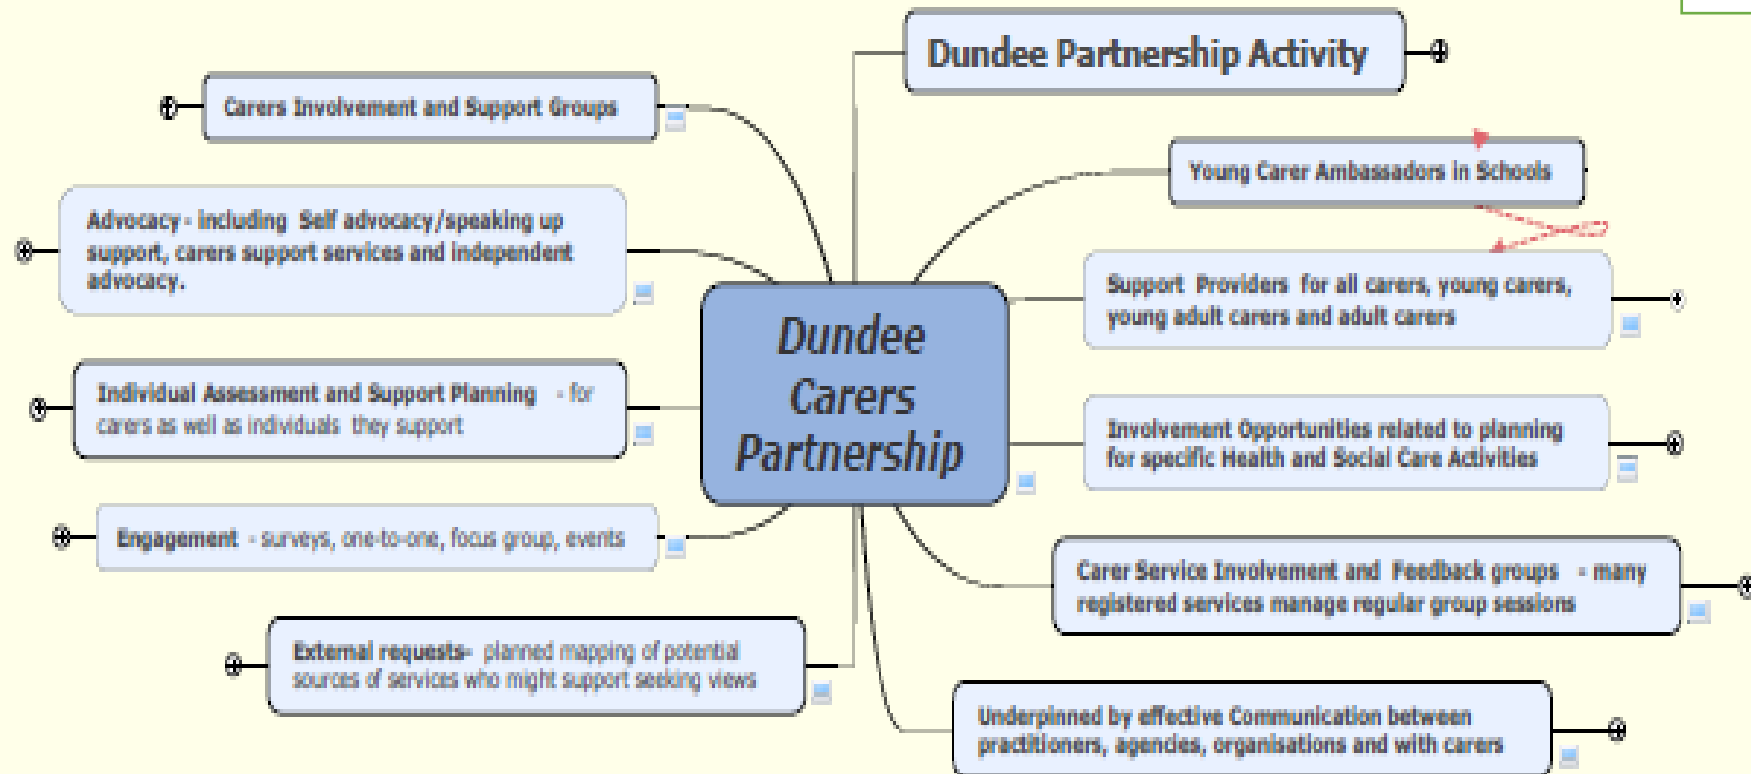 Dundee Partnership Activity
Carers Involvement and Support Groups
Young Carer Ambassadors in Schools
Advocacy - including Self advocacy/speaking up
support, carers support services and independent
advocacy.
Support Providers for all carers, young carers,
young adult carers and adult carers
Dundee
Carers
Partnership
Individual Assessment and Support Planning - for
carers as well as individuals they support
Involvement Opportunities related to planning
for specific Health and Social Care Activities
Engagement - surveys, one-to-one, focus group, events
Carer Service Involvement and Feedback groups - many
registered services manage regular group sessions
External requests- planned mapping of potential
sources of services who might support seeking views
Underpinned by effective Communication between
practitioners, agencies, organisations and with carers